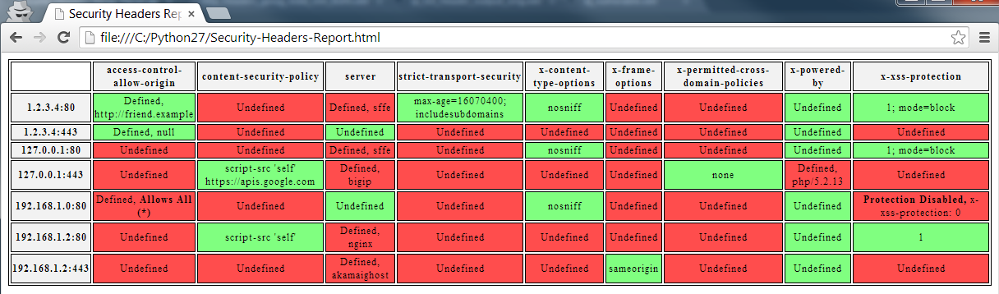 Security Headers Rep ×
file:///C:/Python27/Security-Headers-Report.html
access-control-allow-origin content-security-policy server strict-transport-security x-content-type-options x-frame-options x-permitted-cross-domain-policies x-powered-by x-xss-protection
1.2.3.4:80 Defined, http://friend.example Undefined Defined, sffe max-age=16070400; includesubdomains nosniff Undefined Undefined Undefined 1; mode=block
1.2.3.4:443 Defined, null Undefined Undefined Undefined Undefined Undefined Undefined Undefined Undefined
127.0.0.1:80 Undefined Undefined Defined, sffe Undefined nosniff Undefined Undefined Undefined 1; mode=block
127.0.0.1:443 Undefined script-src 'self' https://apis.google.com Defined, bigip Undefined Undefined Undefined none Defined, php/5.2.13 Undefined
192.168.1.0:80 Defined, Allows All (*) Undefined Undefined Undefined nosniff Undefined Undefined Undefined Protection Disabled, x-xss-protection: 0
192.168.1.2:80 Undefined script-src 'self' Defined, nginx Undefined Undefined Undefined Undefined Undefined 1
192.168.1.2:443 Undefined Undefined Defined, akamaighost Undefined Undefined sameorigin Undefined Undefined Undefined